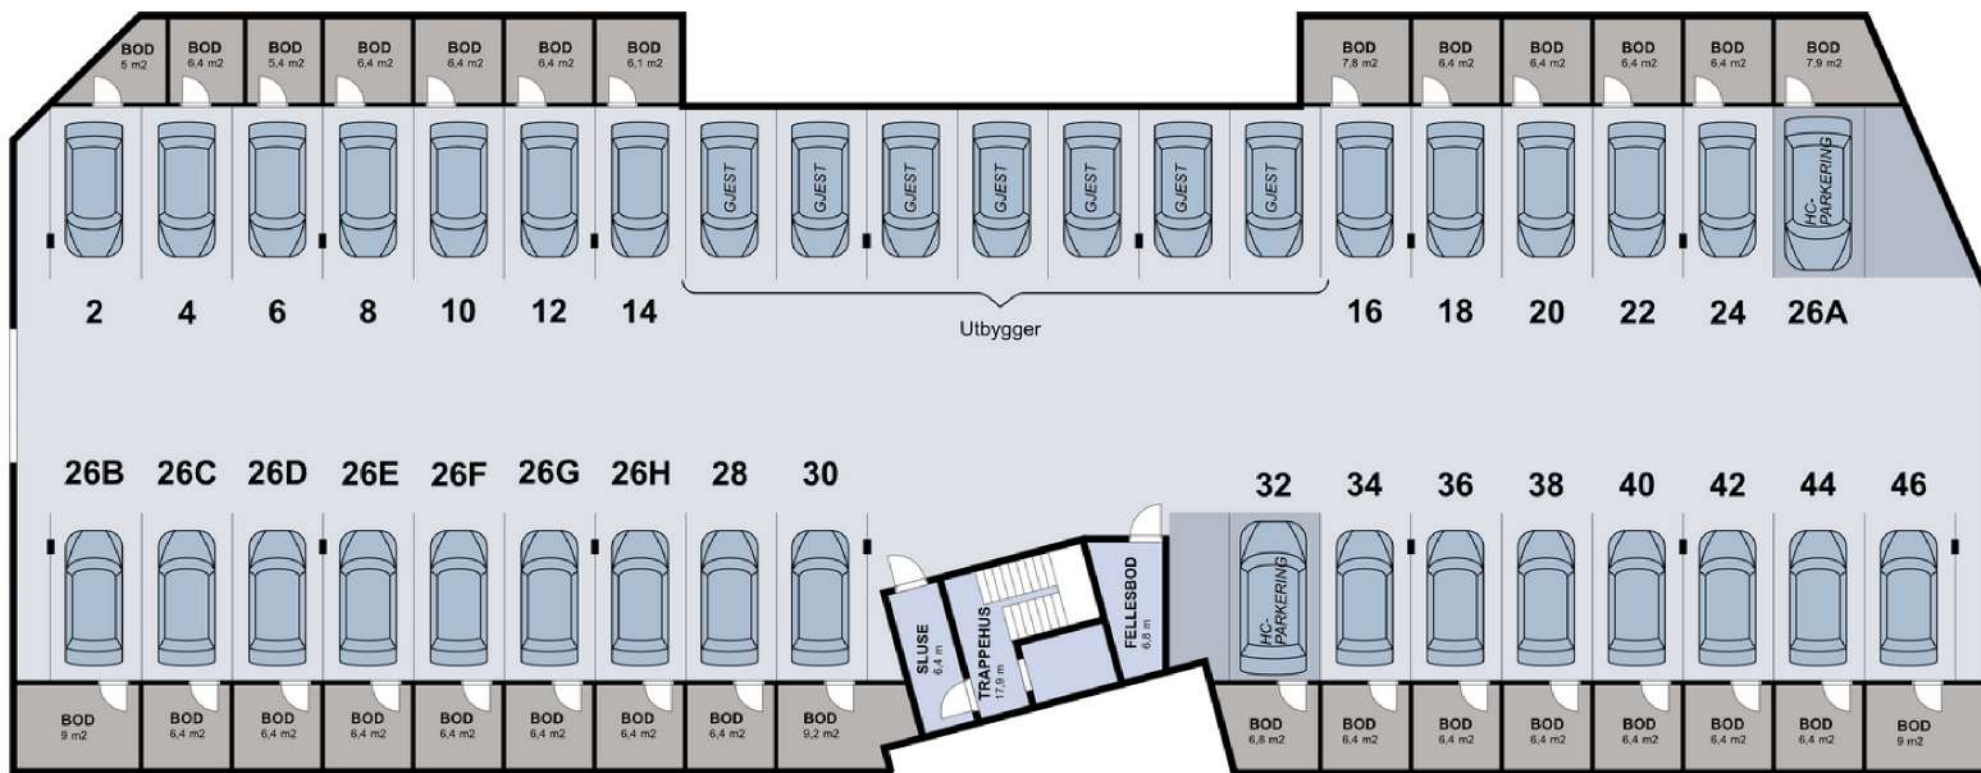 BOD
5 m2
BOD
6,4 m2
BOD
5,4 m2
BOD
6,4 m2
BOD
6,4 m2
BOD
6,4 m2
BOD
6,1 m2
BOD
7,8 m2
BOD
6,4 m2
BOD
6,4 m2
BOD
6,4 m2
BOD
6,4 m2
BOD
7,9 m2
GJEST
GJEST
GJEST
GJEST
GJEST
GJEST
GJEST
HC-
PARKERING
2
4
6
8
10
12
14
16
18
20
22
24
26A
Utbygger
26B
26C
26D
26E
26F
26G
26H
28
30
32
34
36
38
40
42
44
46
HC-
PARKERING
SLUSE
6,4 m
TRAPPEHUS
17,9 m
FELLESBOD
6,8 m
BOD
9 m2
BOD
6,4 m2
BOD
6,4 m2
BOD
6,4 m2
BOD
6,4 m2
BOD
6,4 m2
BOD
6,4 m2
BOD
6,4 m2
BOD
9,2 m2
BOD
6,8 m2
BOD
6,4 m2
BOD
6,4 m2
BOD
6,4 m2
BOD
6,4 m2
BOD
6,4 m2
BOD
6,4 m2
BOD
9 m2